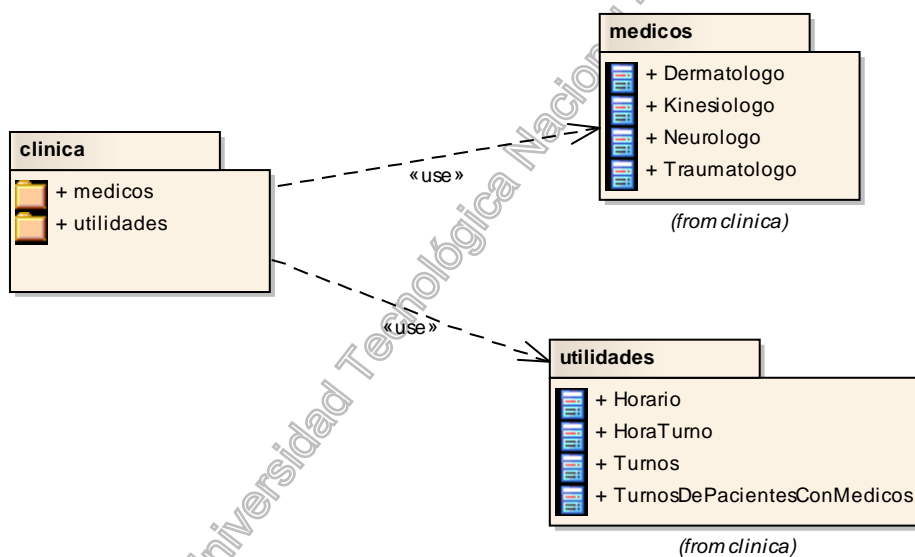 medicos
+ Dermatologo
+ Kinesiologo
+ Neurologo
+ Traumatologo
(from clinica)
clinica
+ medicos
+ utilidades
«use»
«use»
utilidades
+ Horario
+ HoraTurno
+ Turnos
+ TurnosDePacientesConMedicos
(from clinica)
Universidad Tecnológica Nacional